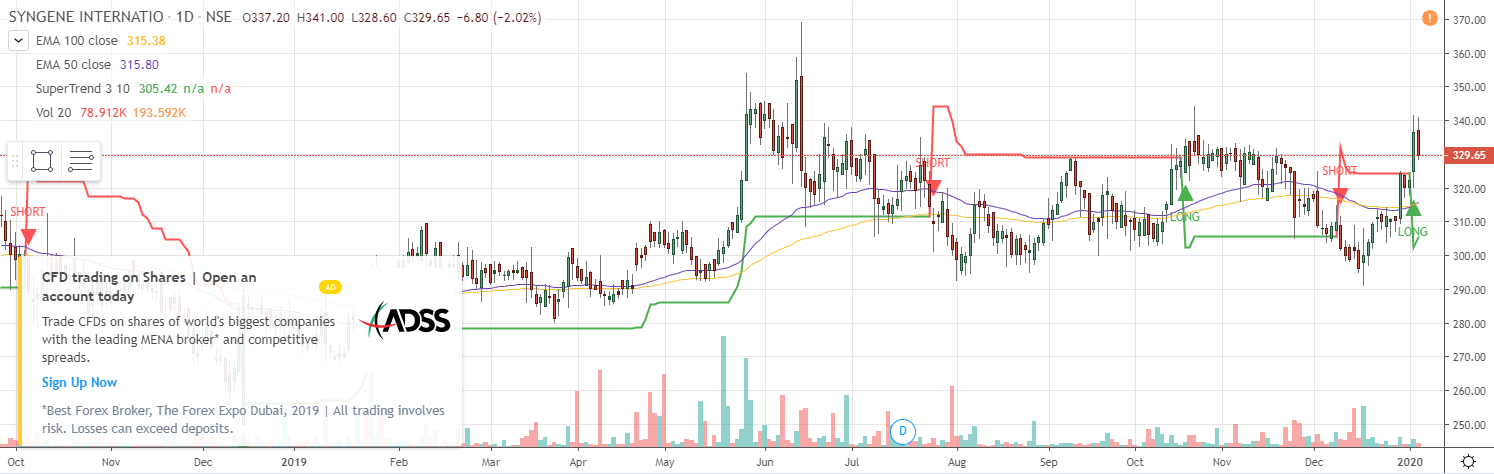 SYNGENE INTERNATIO · 1D · NSE O337.20 H341.00 L328.60 C329.65 −6.80 (−2.02%)
EMA 100 close 315.38
EMA 50 close 315.80
SuperTrend 3 10 305.42 n/a n/a
Vol 20 78.912K 193.592K
370.00
360.00
350.00
340.00
329.65
320.00
310.00
300.00
290.00
280.00
270.00
260.00
250.00
SHORT
SHORT
LONG
SHORT
LONG
CFD trading on Shares | Open an
account today
AD
Trade CFDs on shares of world's biggest companies
with the leading MENA broker* and competitive
spreads.
ADSS
Sign Up Now
*Best Forex Broker, The Forex Expo Dubai, 2019 | All trading involves
risk. Losses can exceed deposits.
D
Oct Nov Dec 2019 Feb Mar Apr May Jun Jul Aug Sep Oct Nov Dec 2020